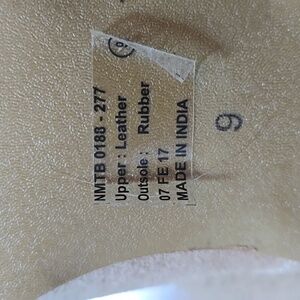 NMTB 0188 - 277
Upper : Leather
Outsole : Rubber
07 FE 17
MADE IN INDIA
9